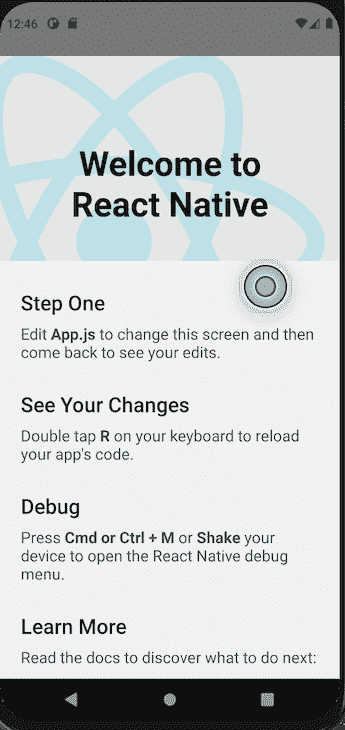 12:46
Welcome to
React Native
Step One
Edit App.js to change this screen and then
come back to see your edits.
See Your Changes
Double tap R on your keyboard to reload
your app's code.
Debug
Press Cmd or Ctrl + M or Shake your
device to open the React Native debug
menu.
Learn More
Read the docs to discover what to do next: